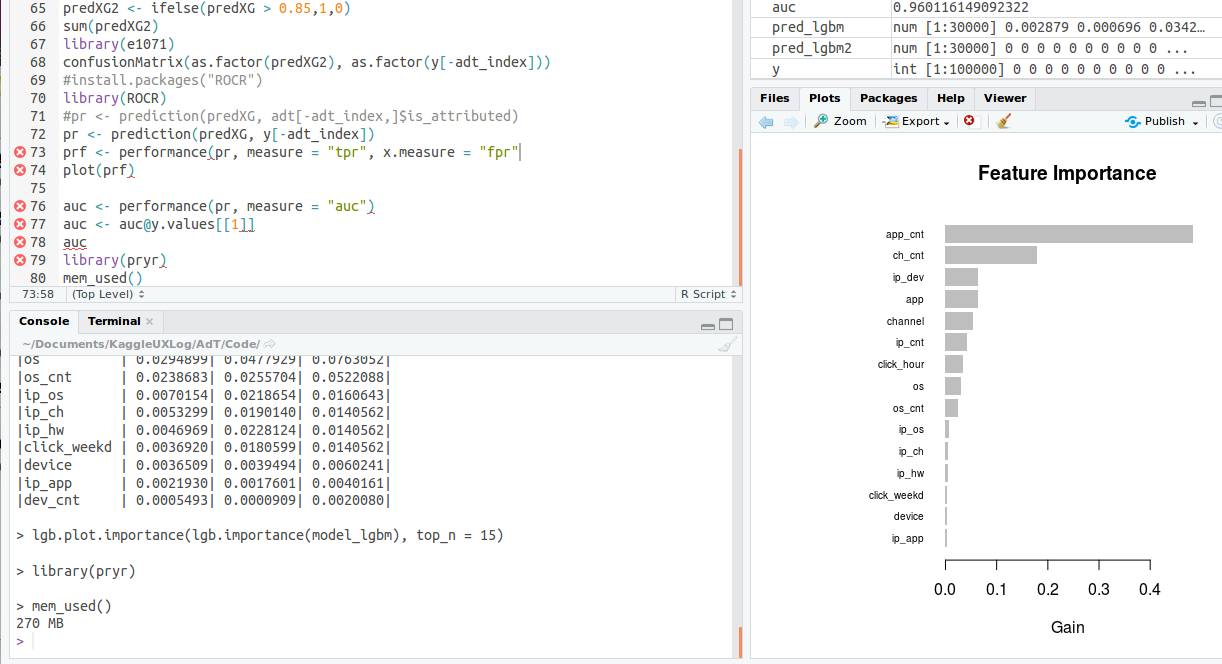 65 predXG2 <- ifelse(predXG > 0.85,1,0)
66 sum(predXG2)
67 library(e1071)
68 confusionMatrix(as.factor(predXG2), as.factor(y[-adt_index]))
69 #install.packages("ROCR")
70 library(ROCR)
71 #pr <- prediction(predXG, adt[-adt_index,]$is_attributed)
72 pr <- prediction(predXG, y[-adt_index])
73 prf <- performance(pr, measure = "tpr", x.measure = "fpr"
74 plot(prf)
75
76 auc <- performance(pr, measure = "auc")
77 auc <- auc@y.values[[1]]
78 auc
79 library(pryr)
80 mem_used()
73:58 (Top Level) R Script
Console Terminal
~/Documents/KaggleUXLog/AdT/Code/
|os | 0.0294899| 0.0477929| 0.0763052|
|os_cnt | 0.0238683| 0.0255704| 0.0522088|
|ip_os | 0.0070154| 0.0218654| 0.0160643|
|ip_ch | 0.0053299| 0.0190140| 0.0140562|
|ip_hw | 0.0046969| 0.0228124| 0.0140562|
|click_weekd | 0.0036920| 0.0180599| 0.0140562|
|device | 0.0036509| 0.0039494| 0.0060241|
|ip_app | 0.0021930| 0.0017601| 0.0040161|
|dev_cnt | 0.0005493| 0.0000909| 0.0020080|
> lgb.plot.importance(lgb.importance(model_lgbm), top_n = 15)
> library(pryr)
> mem_used()
270 MB
>
auc 0.960116149092322
pred_lgbm num [1:30000] 0.002879 0.000696 0.0342…
pred_lgbm2 num [1:30000] 0 0 0 0 0 0 0 0 0 0 ...
y int [1:100000] 0 0 0 0 0 0 0 0 0 0 ...
Files Plots Packages Help Viewer
Zoom Export Publish
Feature Importance
app_cnt
ch_cnt
ip_dev
app
channel
ip_cnt
click_hour
os
os_cnt
ip_os
ip_ch
ip_hw
click_weekd
device
ip_app
0.0 0.1 0.2 0.3 0.4
Gain